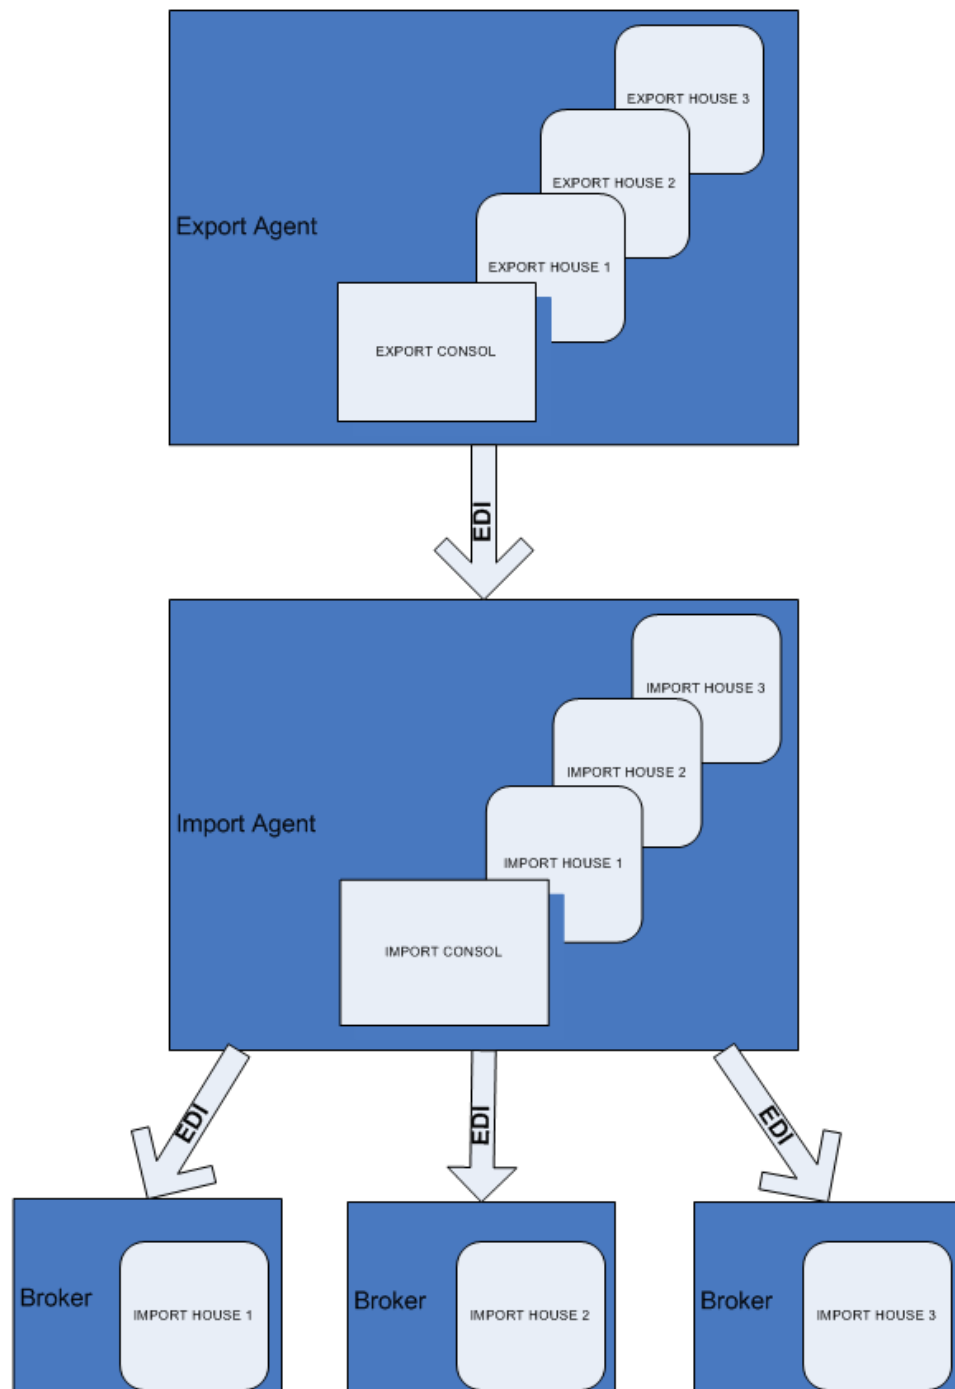 EXPORT HOUSE 3
EXPORT HOUSE 2
Export Agent
EXPORT HOUSE 1
EXPORT CONSOL
EDI
IMPORT HOUSE 3
IMPORT HOUSE 2
Import Agent
IMPORT HOUSE 1
IMPORT CONSOL
EDI
EDI
EDI
Broker
IMPORT HOUSE 1
Broker
IMPORT HOUSE 2
Broker
IMPORT HOUSE 3